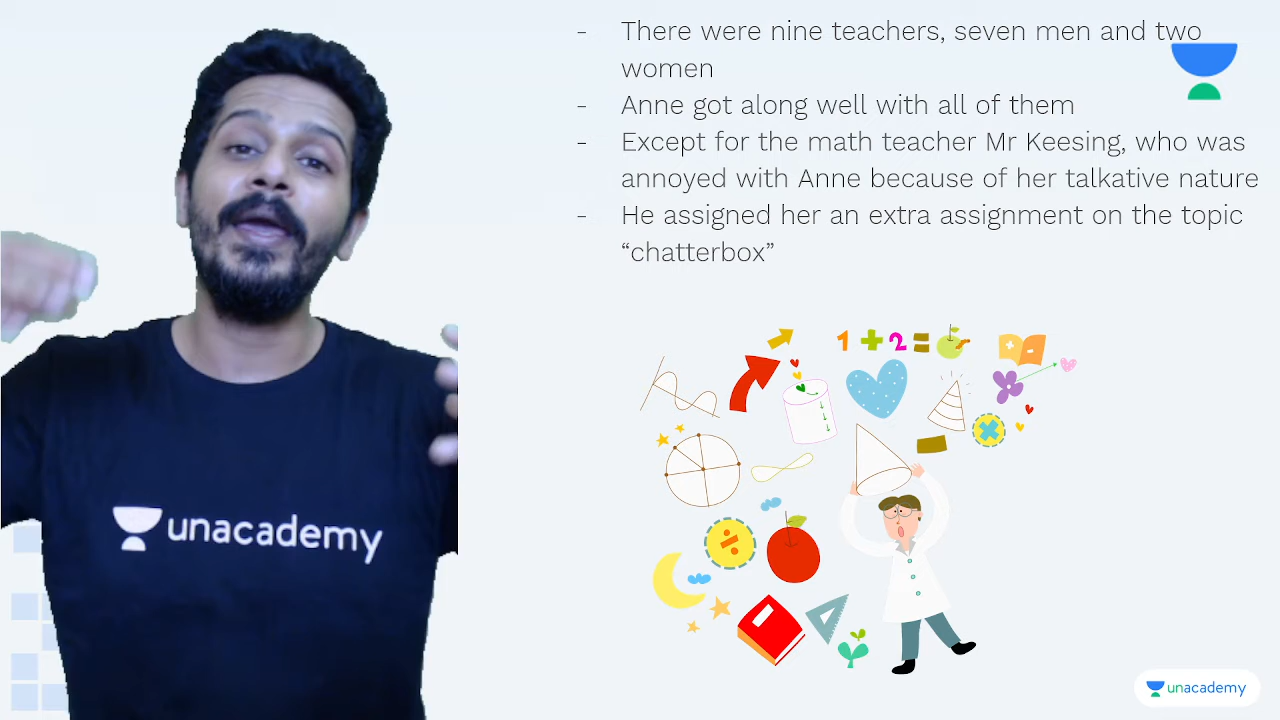 - There were nine teachers, seven men and two
women
- Anne got along well with all of them
- Except for the math teacher Mr Keesing, who was
annoyed with Anne because of her talkative nature
- He assigned her an extra assignment on the topic
“chatterbox”
1 + 2 =
unacademy
unacademy